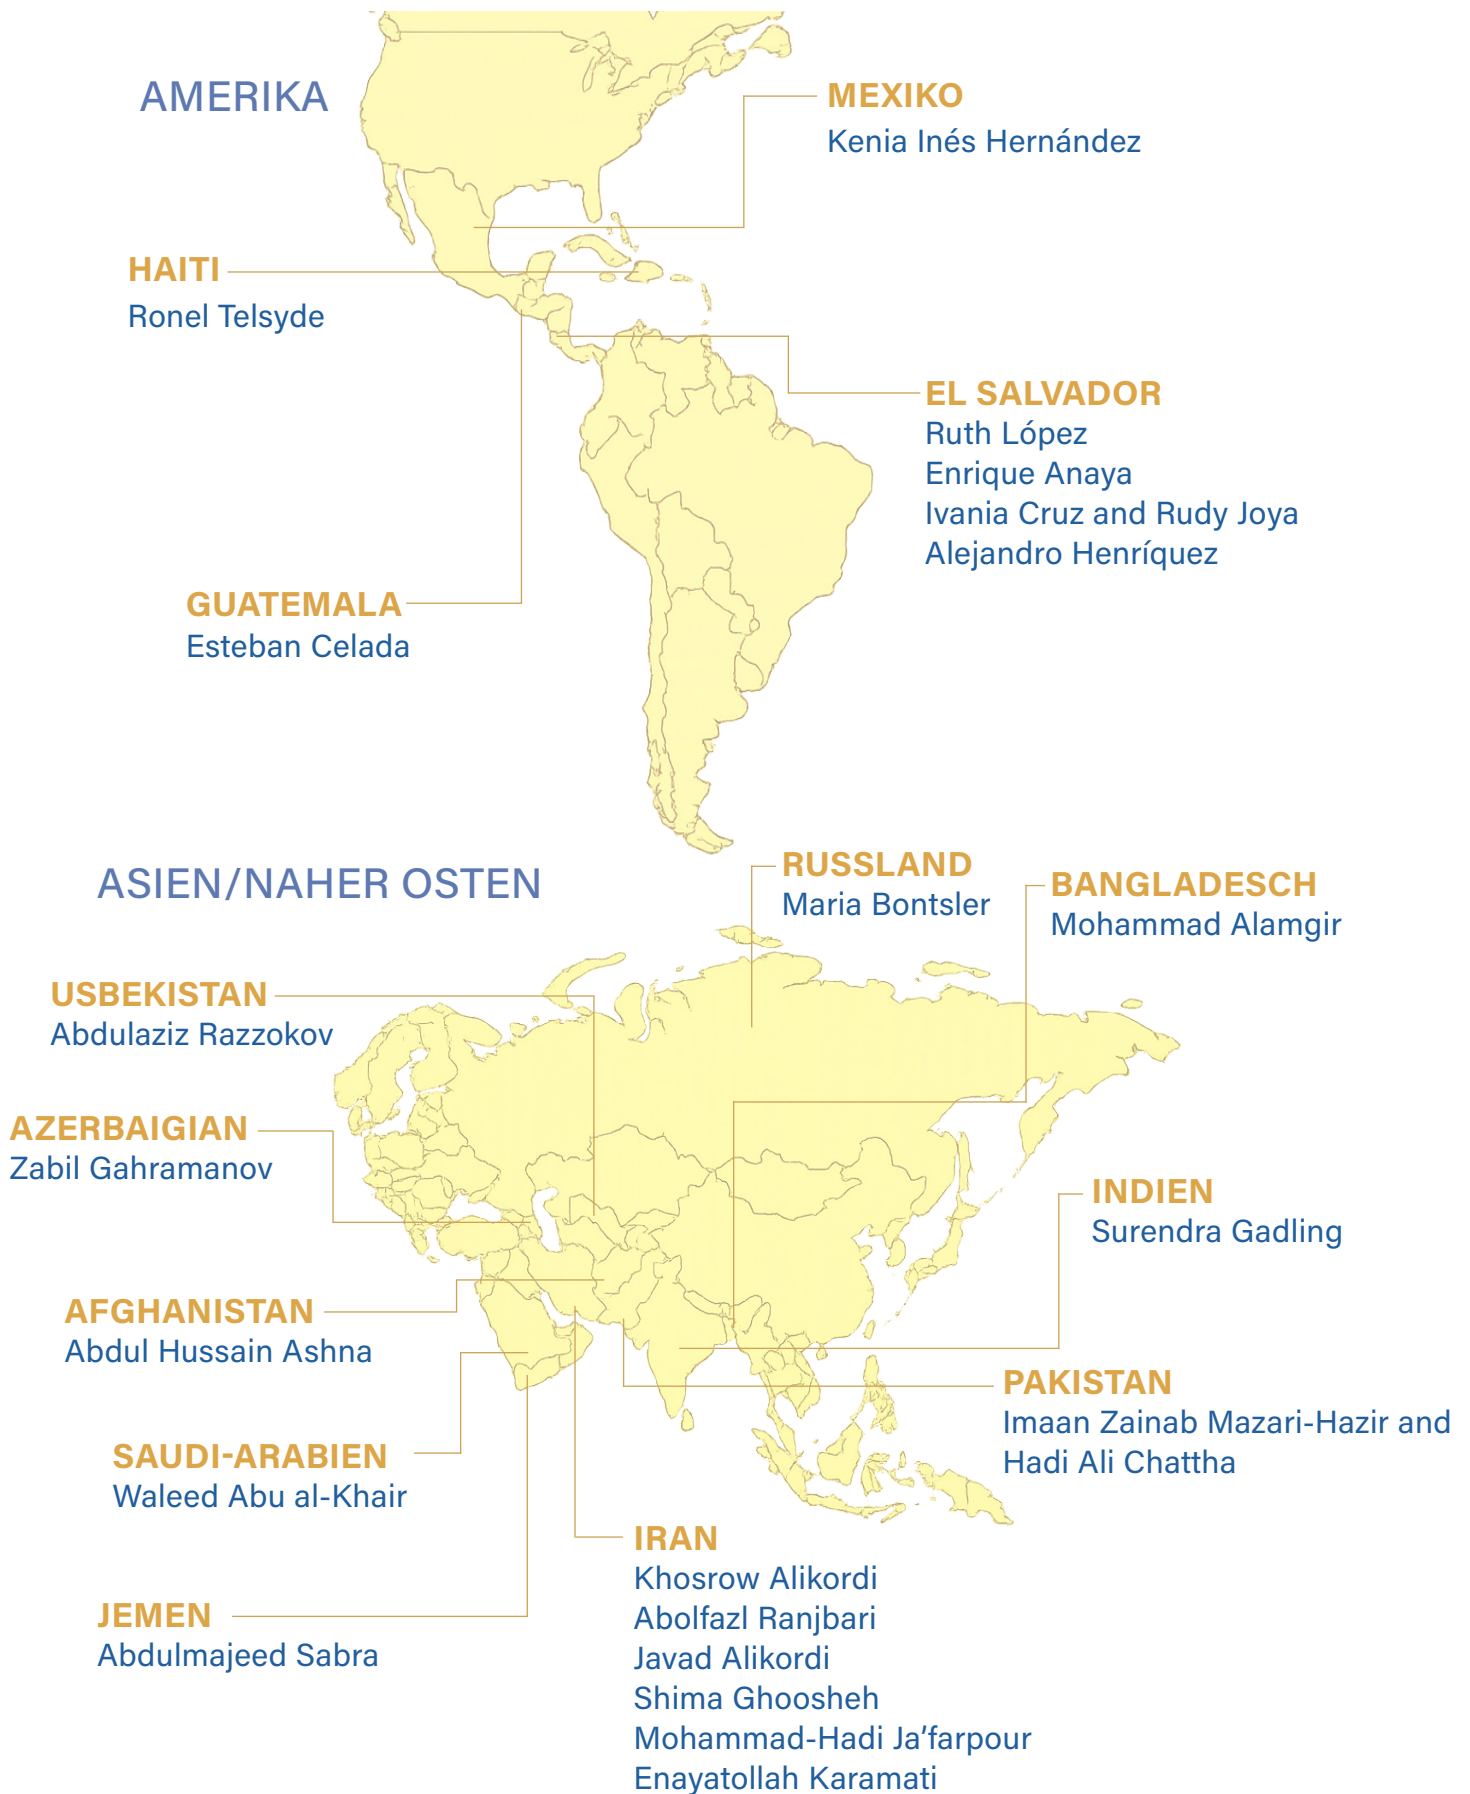 AMERIKA
MEXIKO
Kenia Inés Hernández
HAITI
Ronel Telsyde
EL SALVADOR
Ruth López
Enrique Anaya
Ivania Cruz and Rudy Joya
Alejandro Henríquez
GUATEMALA
Esteban Celada
ASIEN/NAHER OSTEN
RUSSLAND
Maria Bontsler
BANGLADESCH
Mohammad Alamgir
USBEKISTAN
Abdulaziz Razzokov
AZERBAIGIAN
Zabil Gahramanov
INDIEN
Surendra Gadling
AFGHANISTAN
Abdul Hussain Ashna
PAKISTAN
Imaan Zainab Mazari-Hazir and
Hadi Ali Chattha
SAUDI-ARABIEN
Waleed Abu al-Khair
IRAN
Khosrow Alikordi
Abolfazl Ranjbari
Javad Alikordi
Shima Ghoosheh
Mohammad-Hadi Ja’farpour
Enayatollah Karamati
JEMEN
Abdulmajeed Sabra